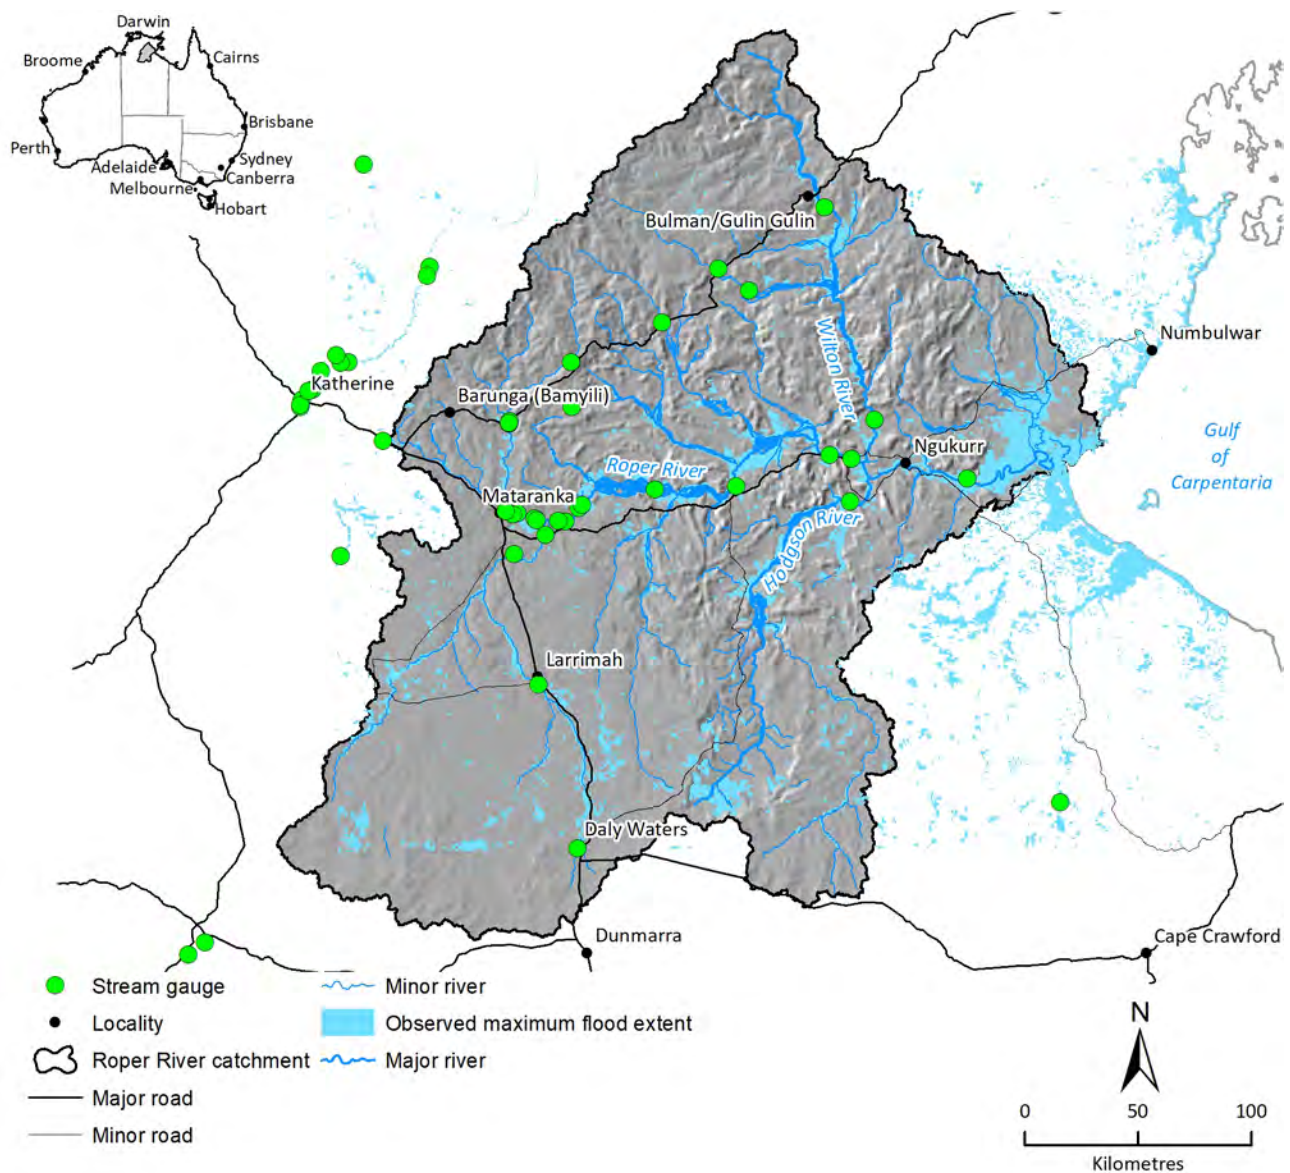 Darwin
Broome
Cairns
Brisbane
Perth
Adelaide
Sydney
Canberra
Melbourne
Hobart
Bulman/Gulin Gulin
Wilton River
Numbulwar
Katherine
Barunga (Bamyili)
Ngukurr
Gulf
of
Carpentaria
Roper River
Mataranka
Hodgson River
Larrimah
Daly Waters
Dunmarra
Cape Crawford
Stream gauge
Locality
Roper River catchment
Major road
Minor road
Minor river
Observed maximum flood extent
Major river
N
0 50 100
Kilometres